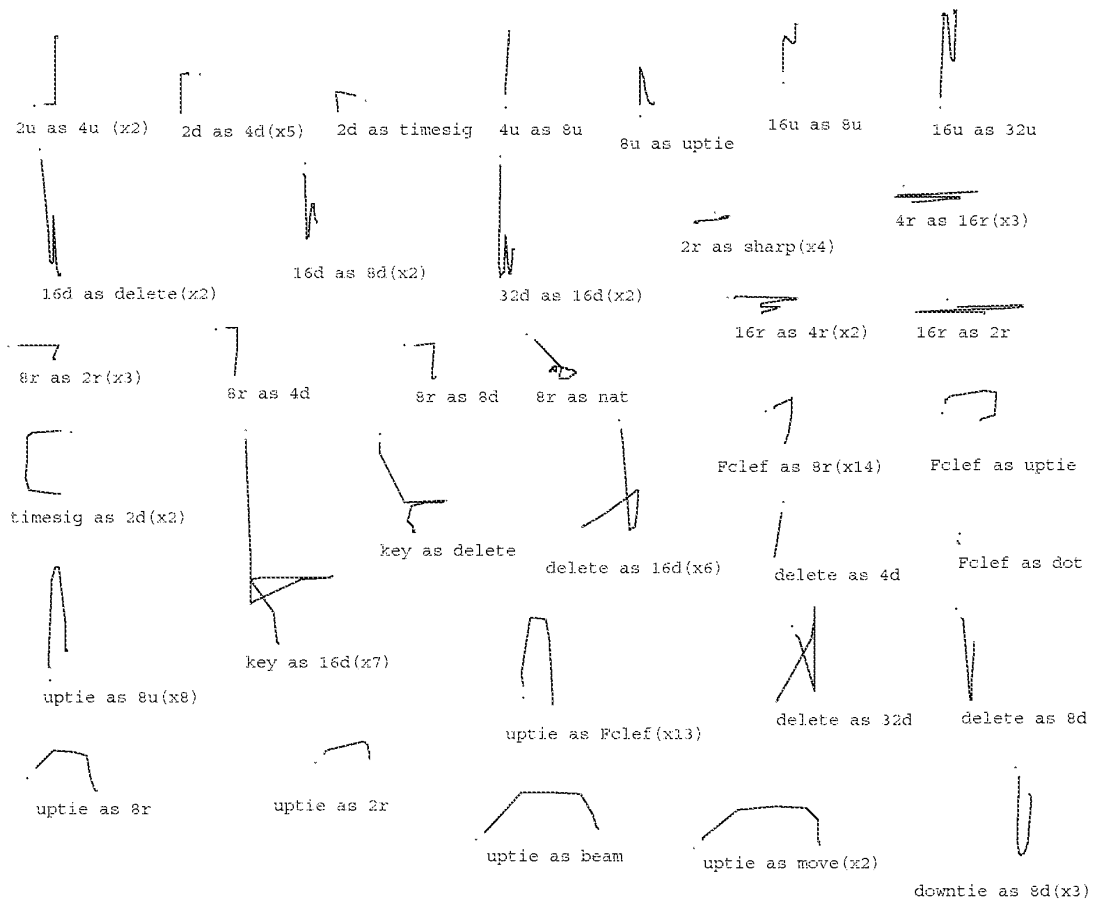 2u as 4u (x2)
2d as 4d(x5)
2d as timesig
4u as 8u
8u as uptie
16u as 8u
16u as 32u
16d as delete(x2)
16d as 8d(x2)
32d as 16d(x2)
2r as sharp(x4)
4r as 16r(x3)
16r as 4r(x2)
16r as 2r
8r as 2r(x3)
8r as 4d
8r as 8d
8r as nat
Fclef as 8r(x14)
Fclef as uptie
timesig as 2d(x2)
key as delete
delete as 16d(x6)
delete as 4d
Fclef as dot
uptie as 8u(x8)
key as 16d(x7)
uptie as Fclef(x13)
delete as 32d
delete as 8d
uptie as 8r
uptie as 2r
uptie as beam
uptie as move(x2)
downtie as 8d(x3)